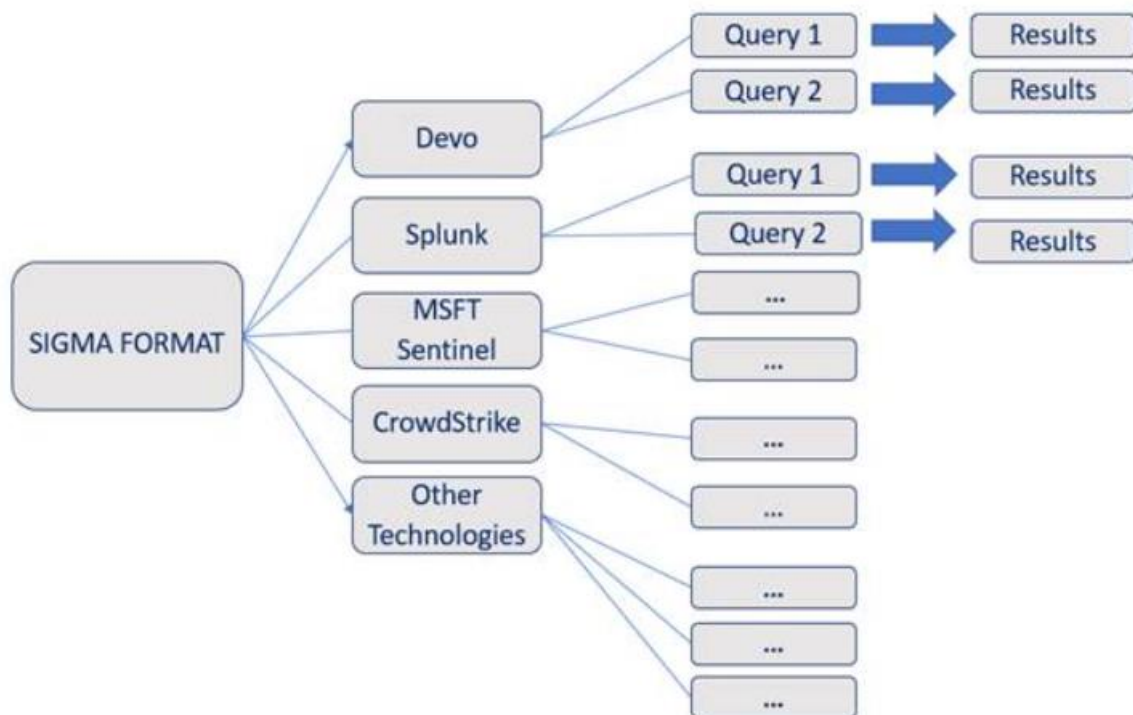 Query 1
Results
Query 2
Results
Devo
Query 1
Results
Splunk
Query 2
Results
SIGMA FORMAT
MSFT
Sentinel
...
...
CrowdStrike
...
...
Other
Technologies
...
...
...